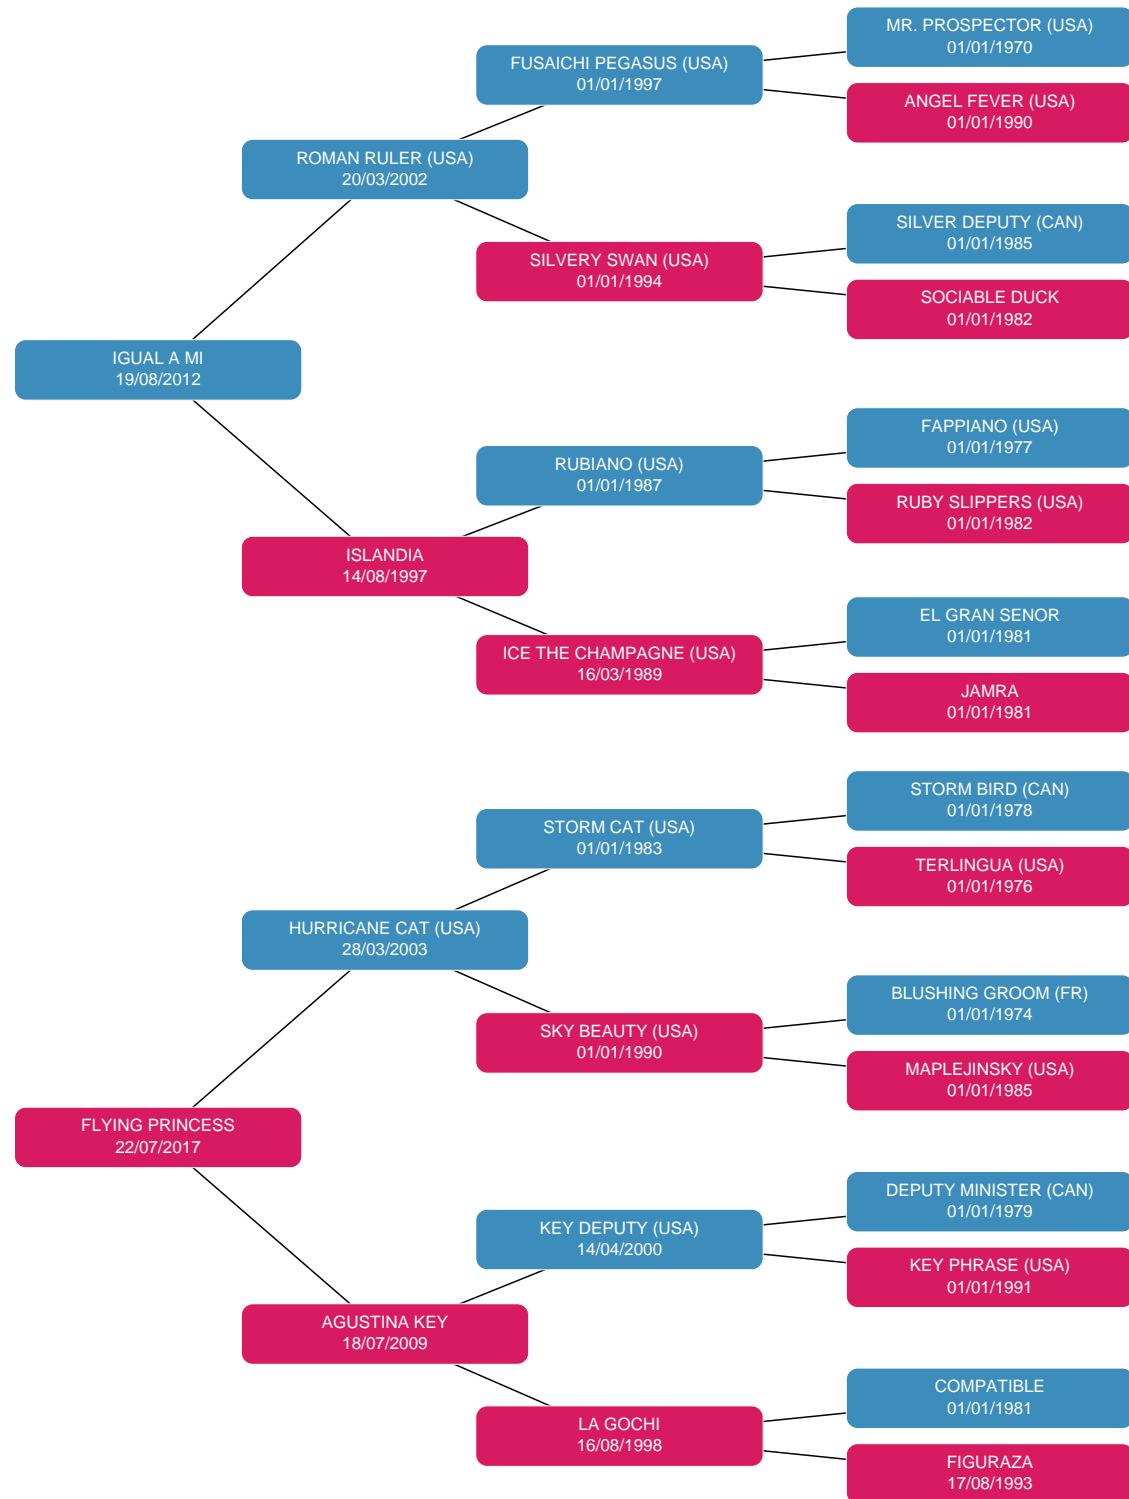 MR. PROSPECTOR (USA)
01/01/1970
FUSAICHI PEGASUS (USA)
01/01/1997
ANGEL FEVER (USA)
01/01/1990
ROMAN RULER (USA)
20/03/2002
SILVER DEPUTY (CAN)
01/01/1985
SILVERY SWAN (USA)
01/01/1994
SOCIABLE DUCK
01/01/1982
IGUAL A MI
19/08/2012
FAPPIANO (USA)
01/01/1977
RUBIANO (USA)
01/01/1987
RUBY SLIPPERS (USA)
01/01/1982
ISLANDIA
14/08/1997
EL GRAN SENOR
01/01/1981
ICE THE CHAMPAGNE (USA)
16/03/1989
JAMRA
01/01/1981
STORM BIRD (CAN)
01/01/1978
STORM CAT (USA)
01/01/1983
TERLINGUA (USA)
01/01/1976
HURRICANE CAT (USA)
28/03/2003
BLUSHING GROOM (FR)
01/01/1974
SKY BEAUTY (USA)
01/01/1990
MAPLEJINSKY (USA)
01/01/1985
FLYING PRINCESS
22/07/2017
DEPUTY MINISTER (CAN)
01/01/1979
KEY DEPUTY (USA)
14/04/2000
KEY PHRASE (USA)
01/01/1991
AGUSTINA KEY
18/07/2009
COMPATIBLE
01/01/1981
LA GOCHI
16/08/1998
FIGURAZA
17/08/1993